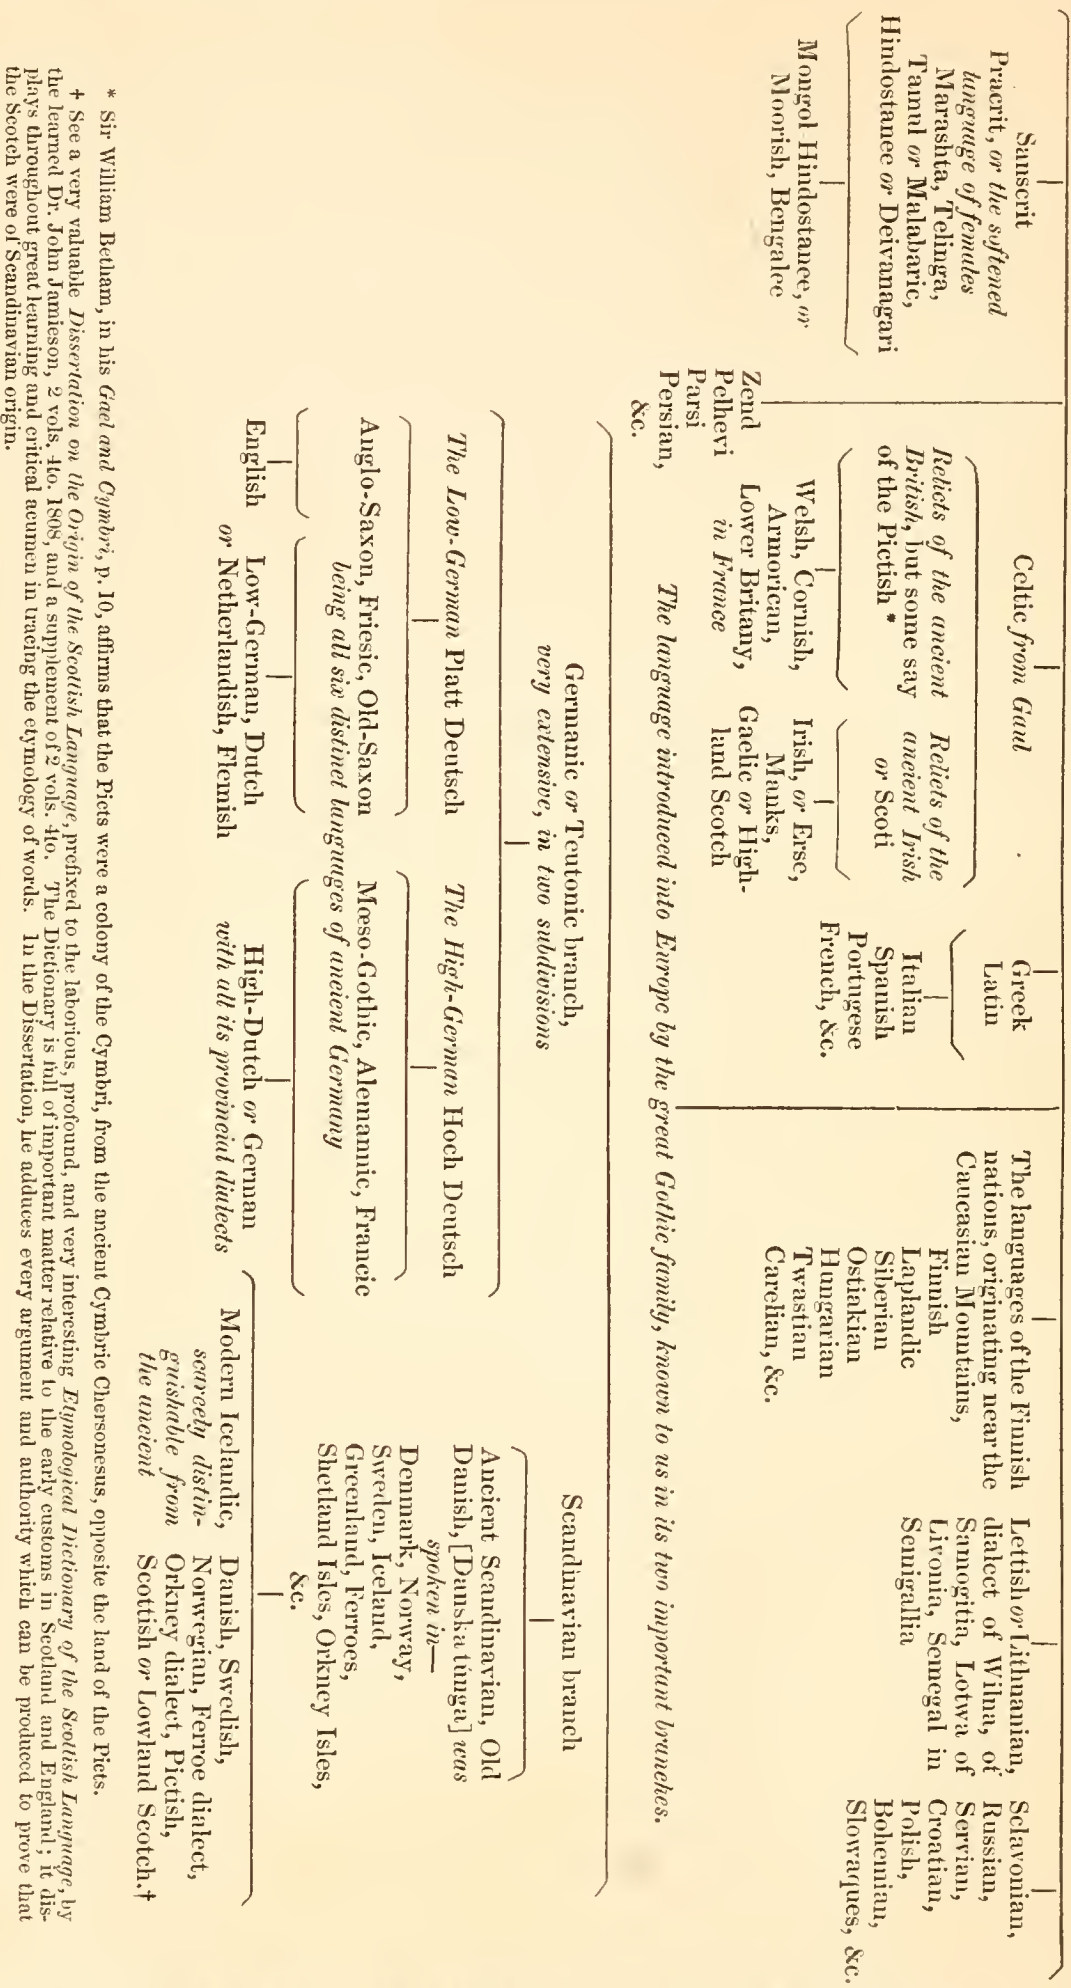 Sanscrit
Pracrit, or the softened
language of females
Marashta, Telinga,
Tamul or Malabaric,
Hindostanee or Deivanagari
Mongol-Hindostanee, or
Moorish, Bengalee
Zend
Pelhevi
Parsi
Persian,
&c.
Celtic from Gaul
Relicts of the ancient
British, but some say
of the Pictish *
Welsh, Cornish,
Armorican,
Lower Britany,
in France
Relicts of the
ancient Irish
or Scoti
Irish, or Erse,
Manks,
Gaelic or High-
land Scotch
Greek
Latin
Italian
Spanish
Portugese
French, &c.
The languages of the Finnish
nations, originating near the
Caucasian Mountains,
Finnish
Laplandic
Siberian
Ostiakian
Hungarian
Twastian
Carelian, &c.
Lettish or Lithuanian,
dialect of Wilna, of
Samogitia, Lotwa of
Livonia, Semegal in
Semigallia
Sclavonian,
Russian,
Servian,
Croatian,
Polish,
Bohemian,
Slowaques, &c.
The language introduced into Europe by the great Gothic family, known to us in its two important branches.
Germanic or Teutonic branch,
very extensive, in two subdivisions
The Low-German Platt Deutsch
Anglo-Saxon, Friesic, Old-Saxon
The High-German Hoch Deutsch
Mœso-Gothic, Alemannic, Francic
being all six distinct languages of ancient Germany
English
Low-German, Dutch
or Netherlandish, Flemish
High-Dutch or German
with all its provincial dialects
Scandinavian branch
Ancient Scandinavian, Old
Danish, [Danska túnga] was
spoken in—
Denmark, Norway,
Sweden, Iceland,
Greenland, Ferroes,
Shetland Isles, Orkney Isles,
&c.
Modern Icelandic,
scarcely distin-
guishable from
the ancient
Danish, Swedish,
Norwegian, Ferroe dialect,
Orkney dialect, Pictish,
Scottish or Lowland Scotch.†
* Sir William Betham, in his Gael and Cymbri, p. 10, affirms that the Picts were a colony of the Cymbri, from the ancient Cymbric Chersonesus, opposite the land of the Picts.
† See a very valuable Dissertation on the Origin of the Scottish Language, prefixed to the laborious, profound, and very interesting Etymological Dictionary of the Scottish Language, by
the learned Dr. John Jamieson, 2 vols. 4to. 1808, and a supplement of 2 vols. 4to. The Dictionary is full of important matter relative to the early customs in Scotland and England; it dis-
plays throughout great learning and critical acumen in tracing the etymology of words. In the Dissertation, he adduces every argument and authority which can be produced to prove that
the Scotch were of Scandinavian origin.